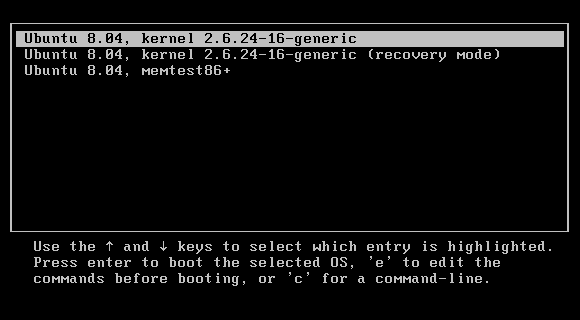 Ubuntu 8.04, kernel 2.6.24-16-generic
Ubuntu 8.04, kernel 2.6.24-16-generic (recovery mode)
Ubuntu 8.04, memtest86+
Use the ↑ and ↓ keys to select which entry is highlighted.
Press enter to boot the selected OS, 'e' to edit the
commands before booting, or 'c' for a command-line.